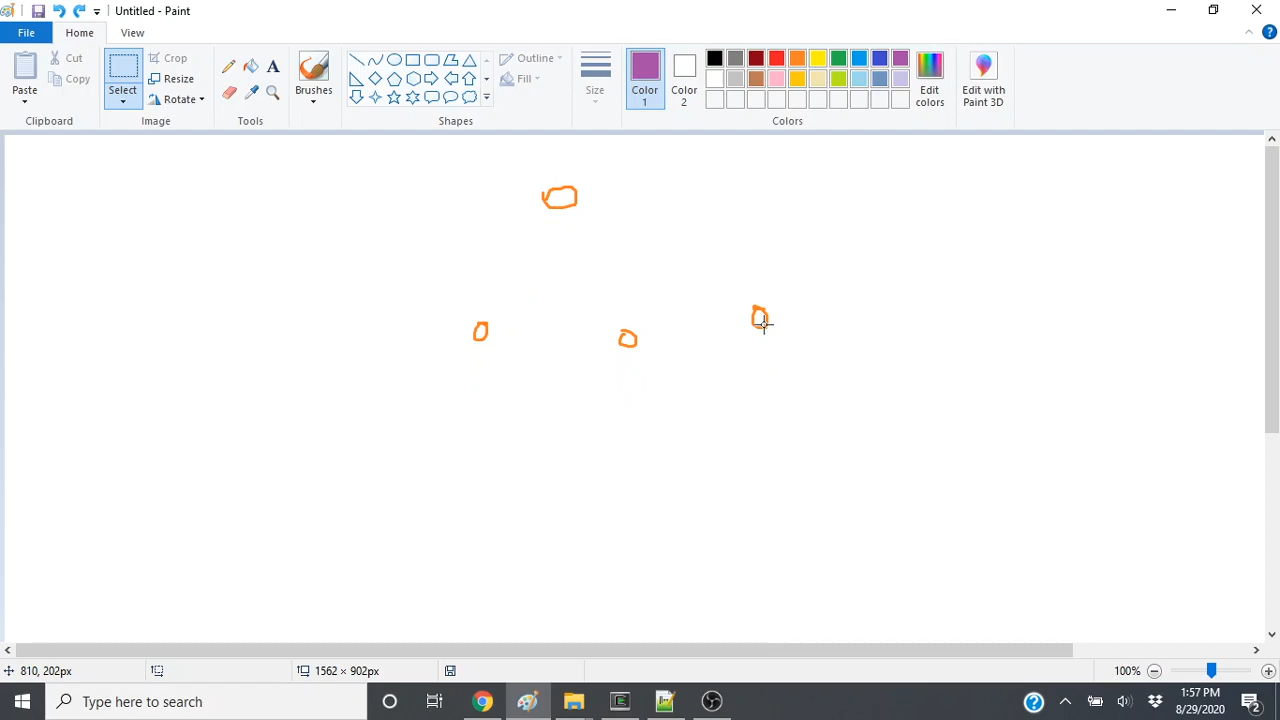 Untitled - Paint
File
Home
View
Paste
Cut
Copy
Clipboard
Select
Crop
Resize
Rotate
Image
A
Tools
Brushes
Outline
Fill
Shapes
Size
Color 1
Color 2
Edit colors
Colors
Edit with Paint 3D
810, 202px
1562 × 902px
100%
Type here to search
1:57 PM
8/29/2020
2